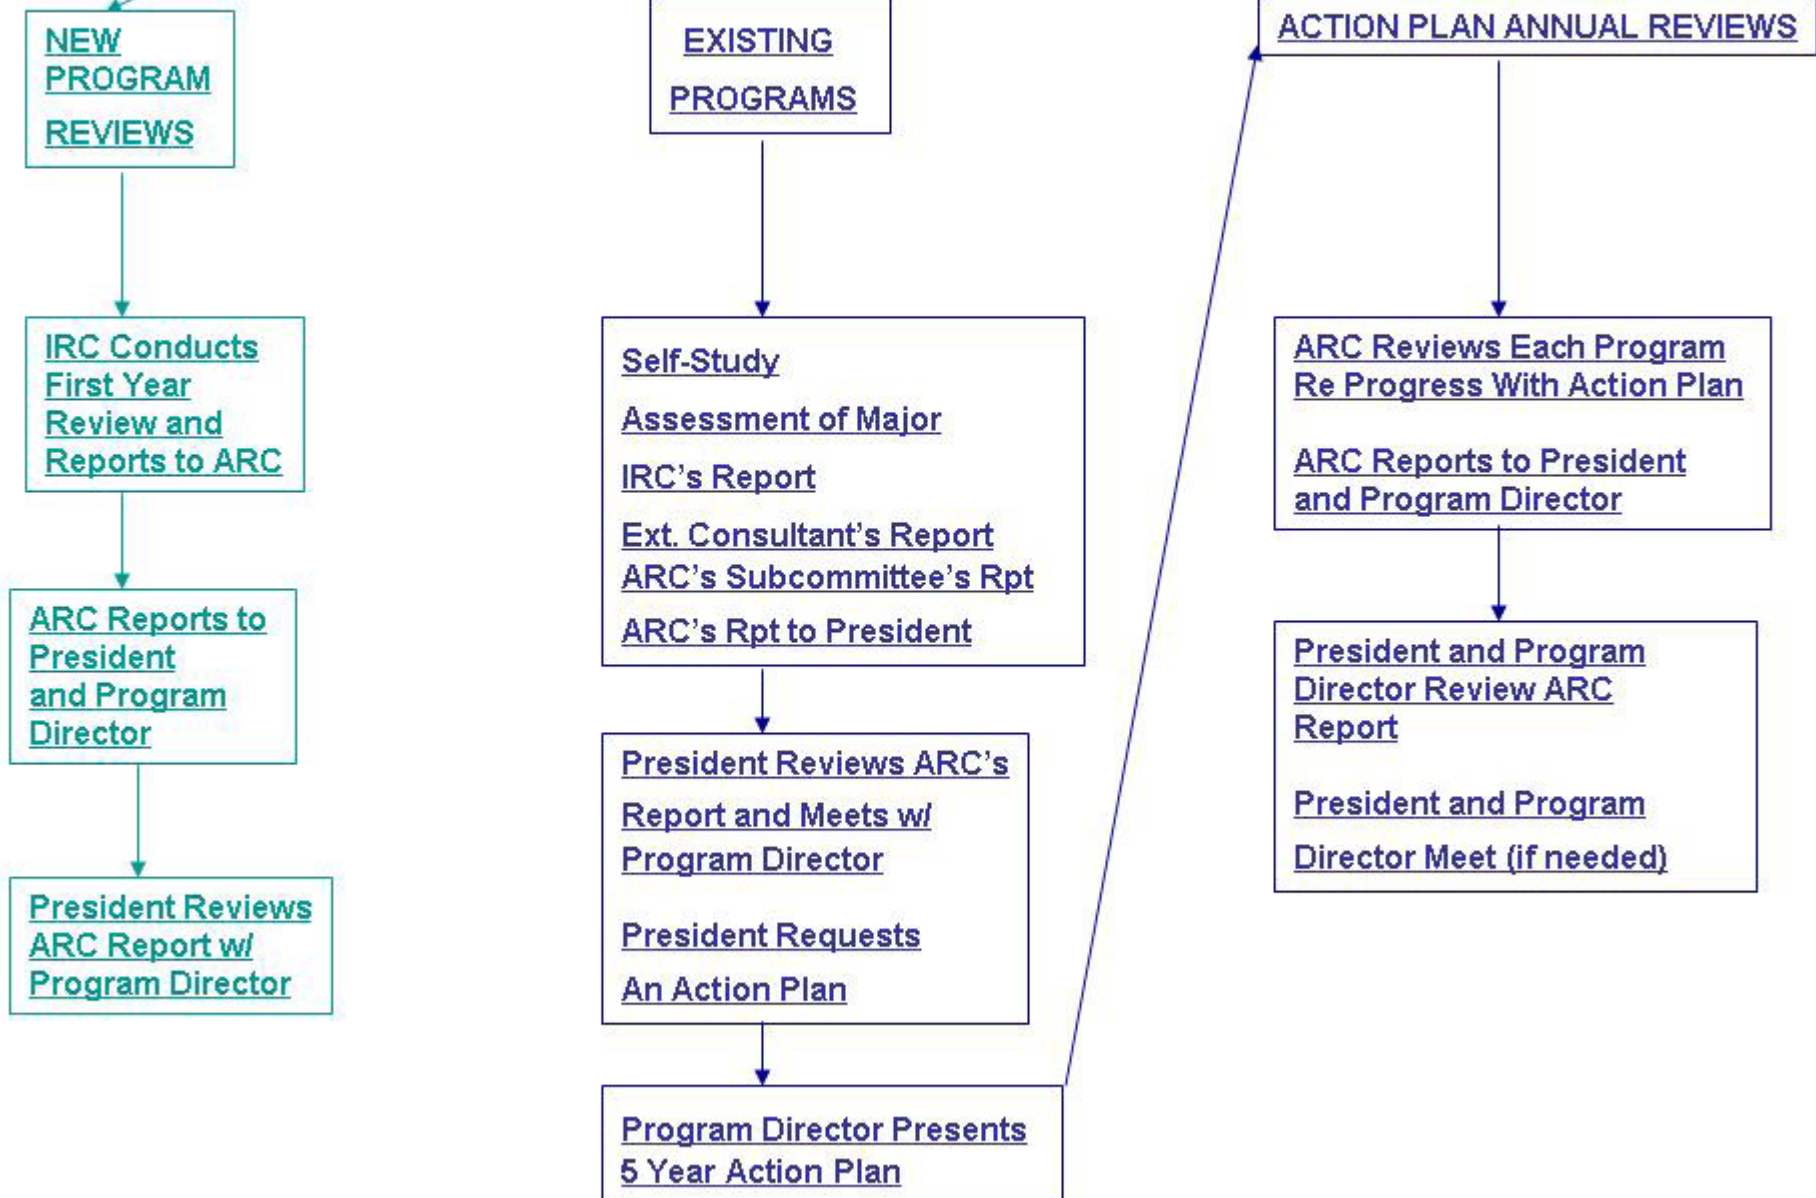 NEW
PROGRAM
REVIEWS
IRC Conducts
First Year
Review and
Reports to ARC
ARC Reports to
President
and Program
Director
President Reviews
ARC Report w/
Program Director
EXISTING
PROGRAMS
Self-Study
Assessment of Major
IRC's Report
Ext. Consultant's Report
ARC's Subcommittee's Rpt
ARC's Rpt to President
President Reviews ARC's
Report and Meets w/
Program Director
President Requests
An Action Plan
Program Director Presents
5 Year Action Plan
ACTION PLAN ANNUAL REVIEWS
ARC Reviews Each Program
Re Progress With Action Plan
ARC Reports to President
and Program Director
President and Program
Director Review ARC
Report
President and Program
Director Meet (if needed)